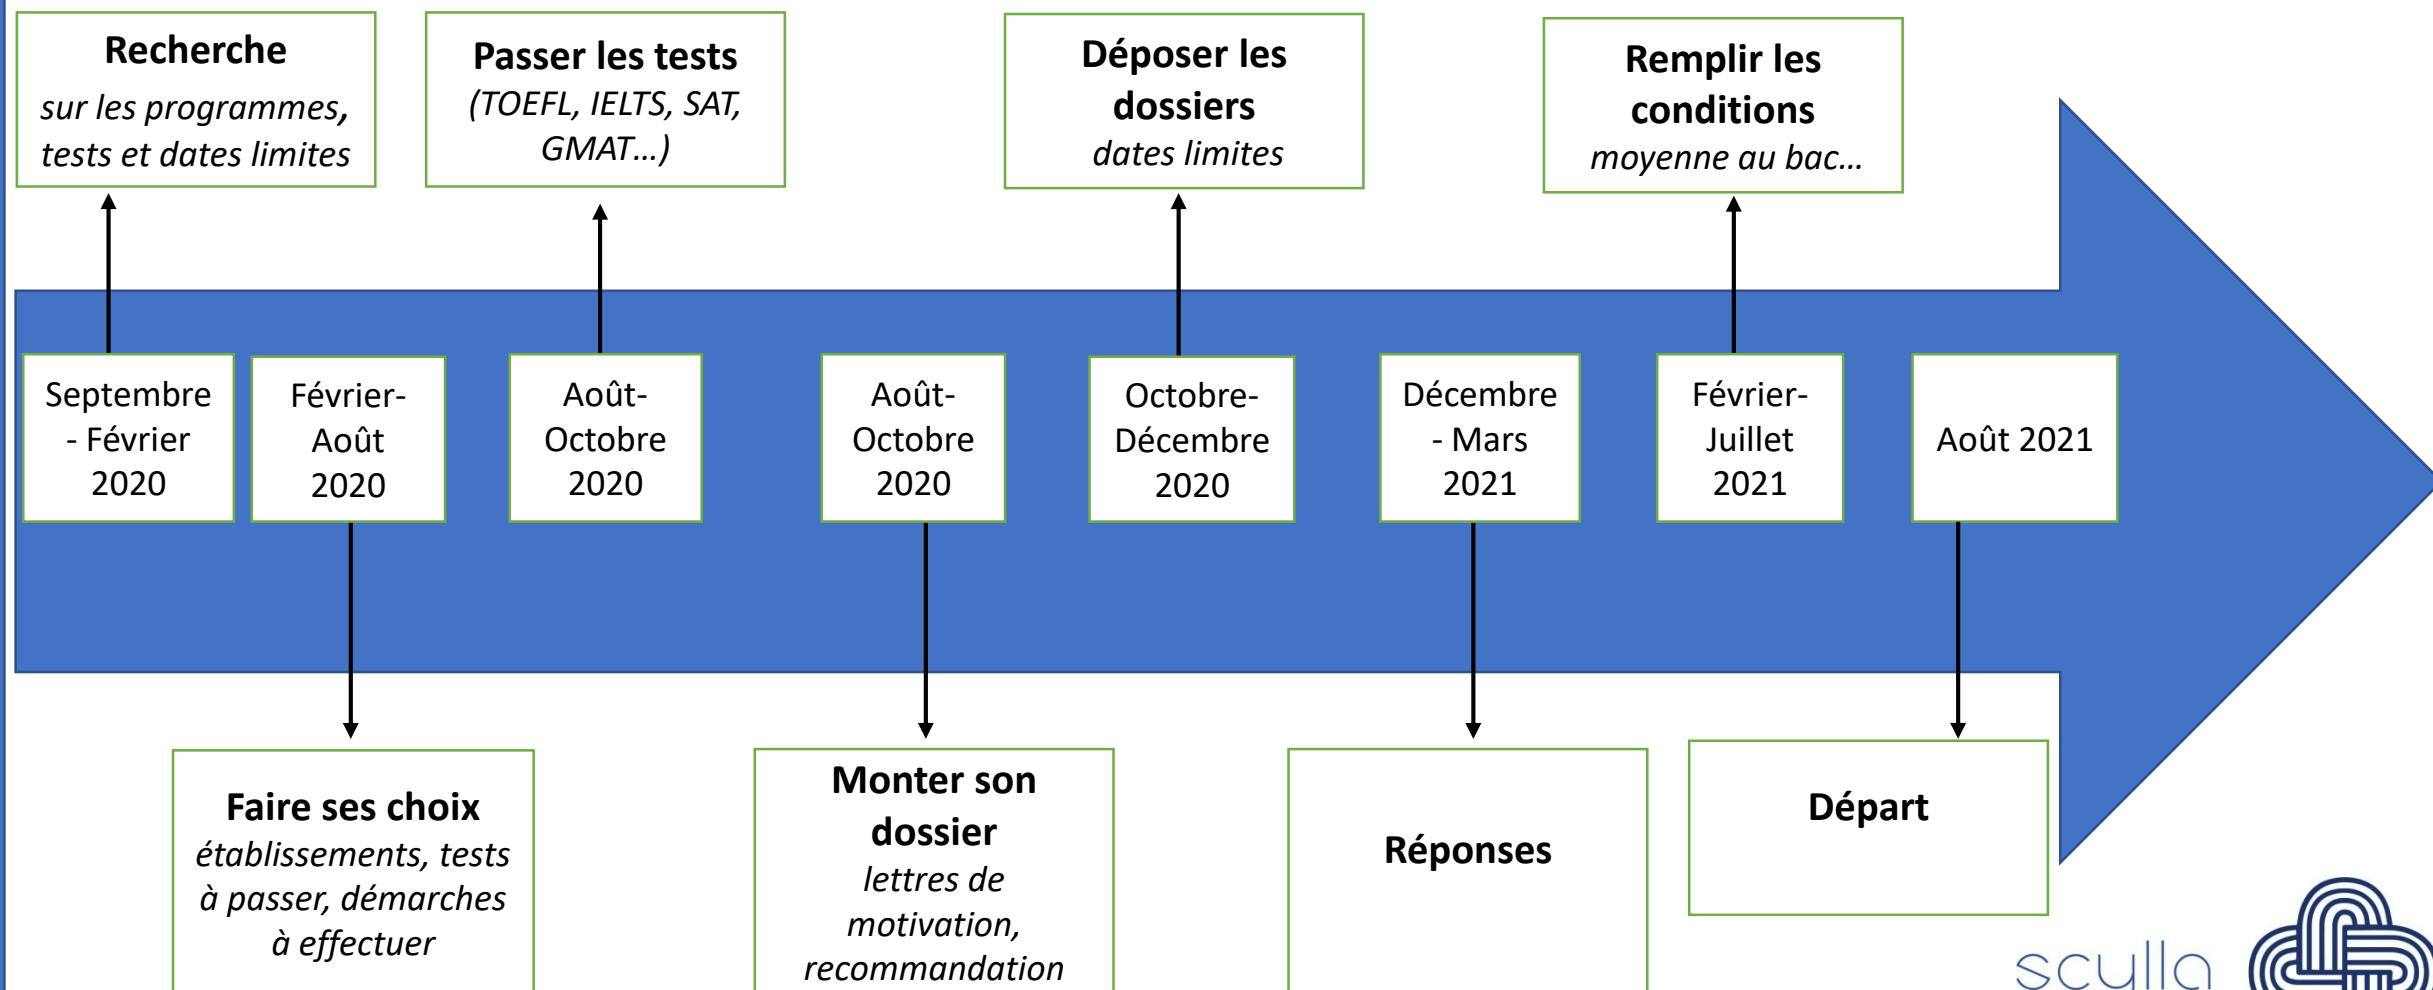 Recherche
sur les programmes,
tests et dates limites
Passer les tests
(TOEFL, IELTS, SAT,
GMAT…)
Déposer les
dossiers
dates limites
Remplir les
conditions
moyenne au bac…
Septembre
- Février
2020
Février-
Août
2020
Août-
Octobre
2020
Août-
Octobre
2020
Octobre-
Décembre
2020
Décembre
- Mars
2021
Février-
Juillet
2021
Août 2021
Faire ses choix
établissements, tests
à passer, démarches
à effectuer
Monter son
dossier
lettres de
motivation,
recommandation
Réponses
Départ
sculla